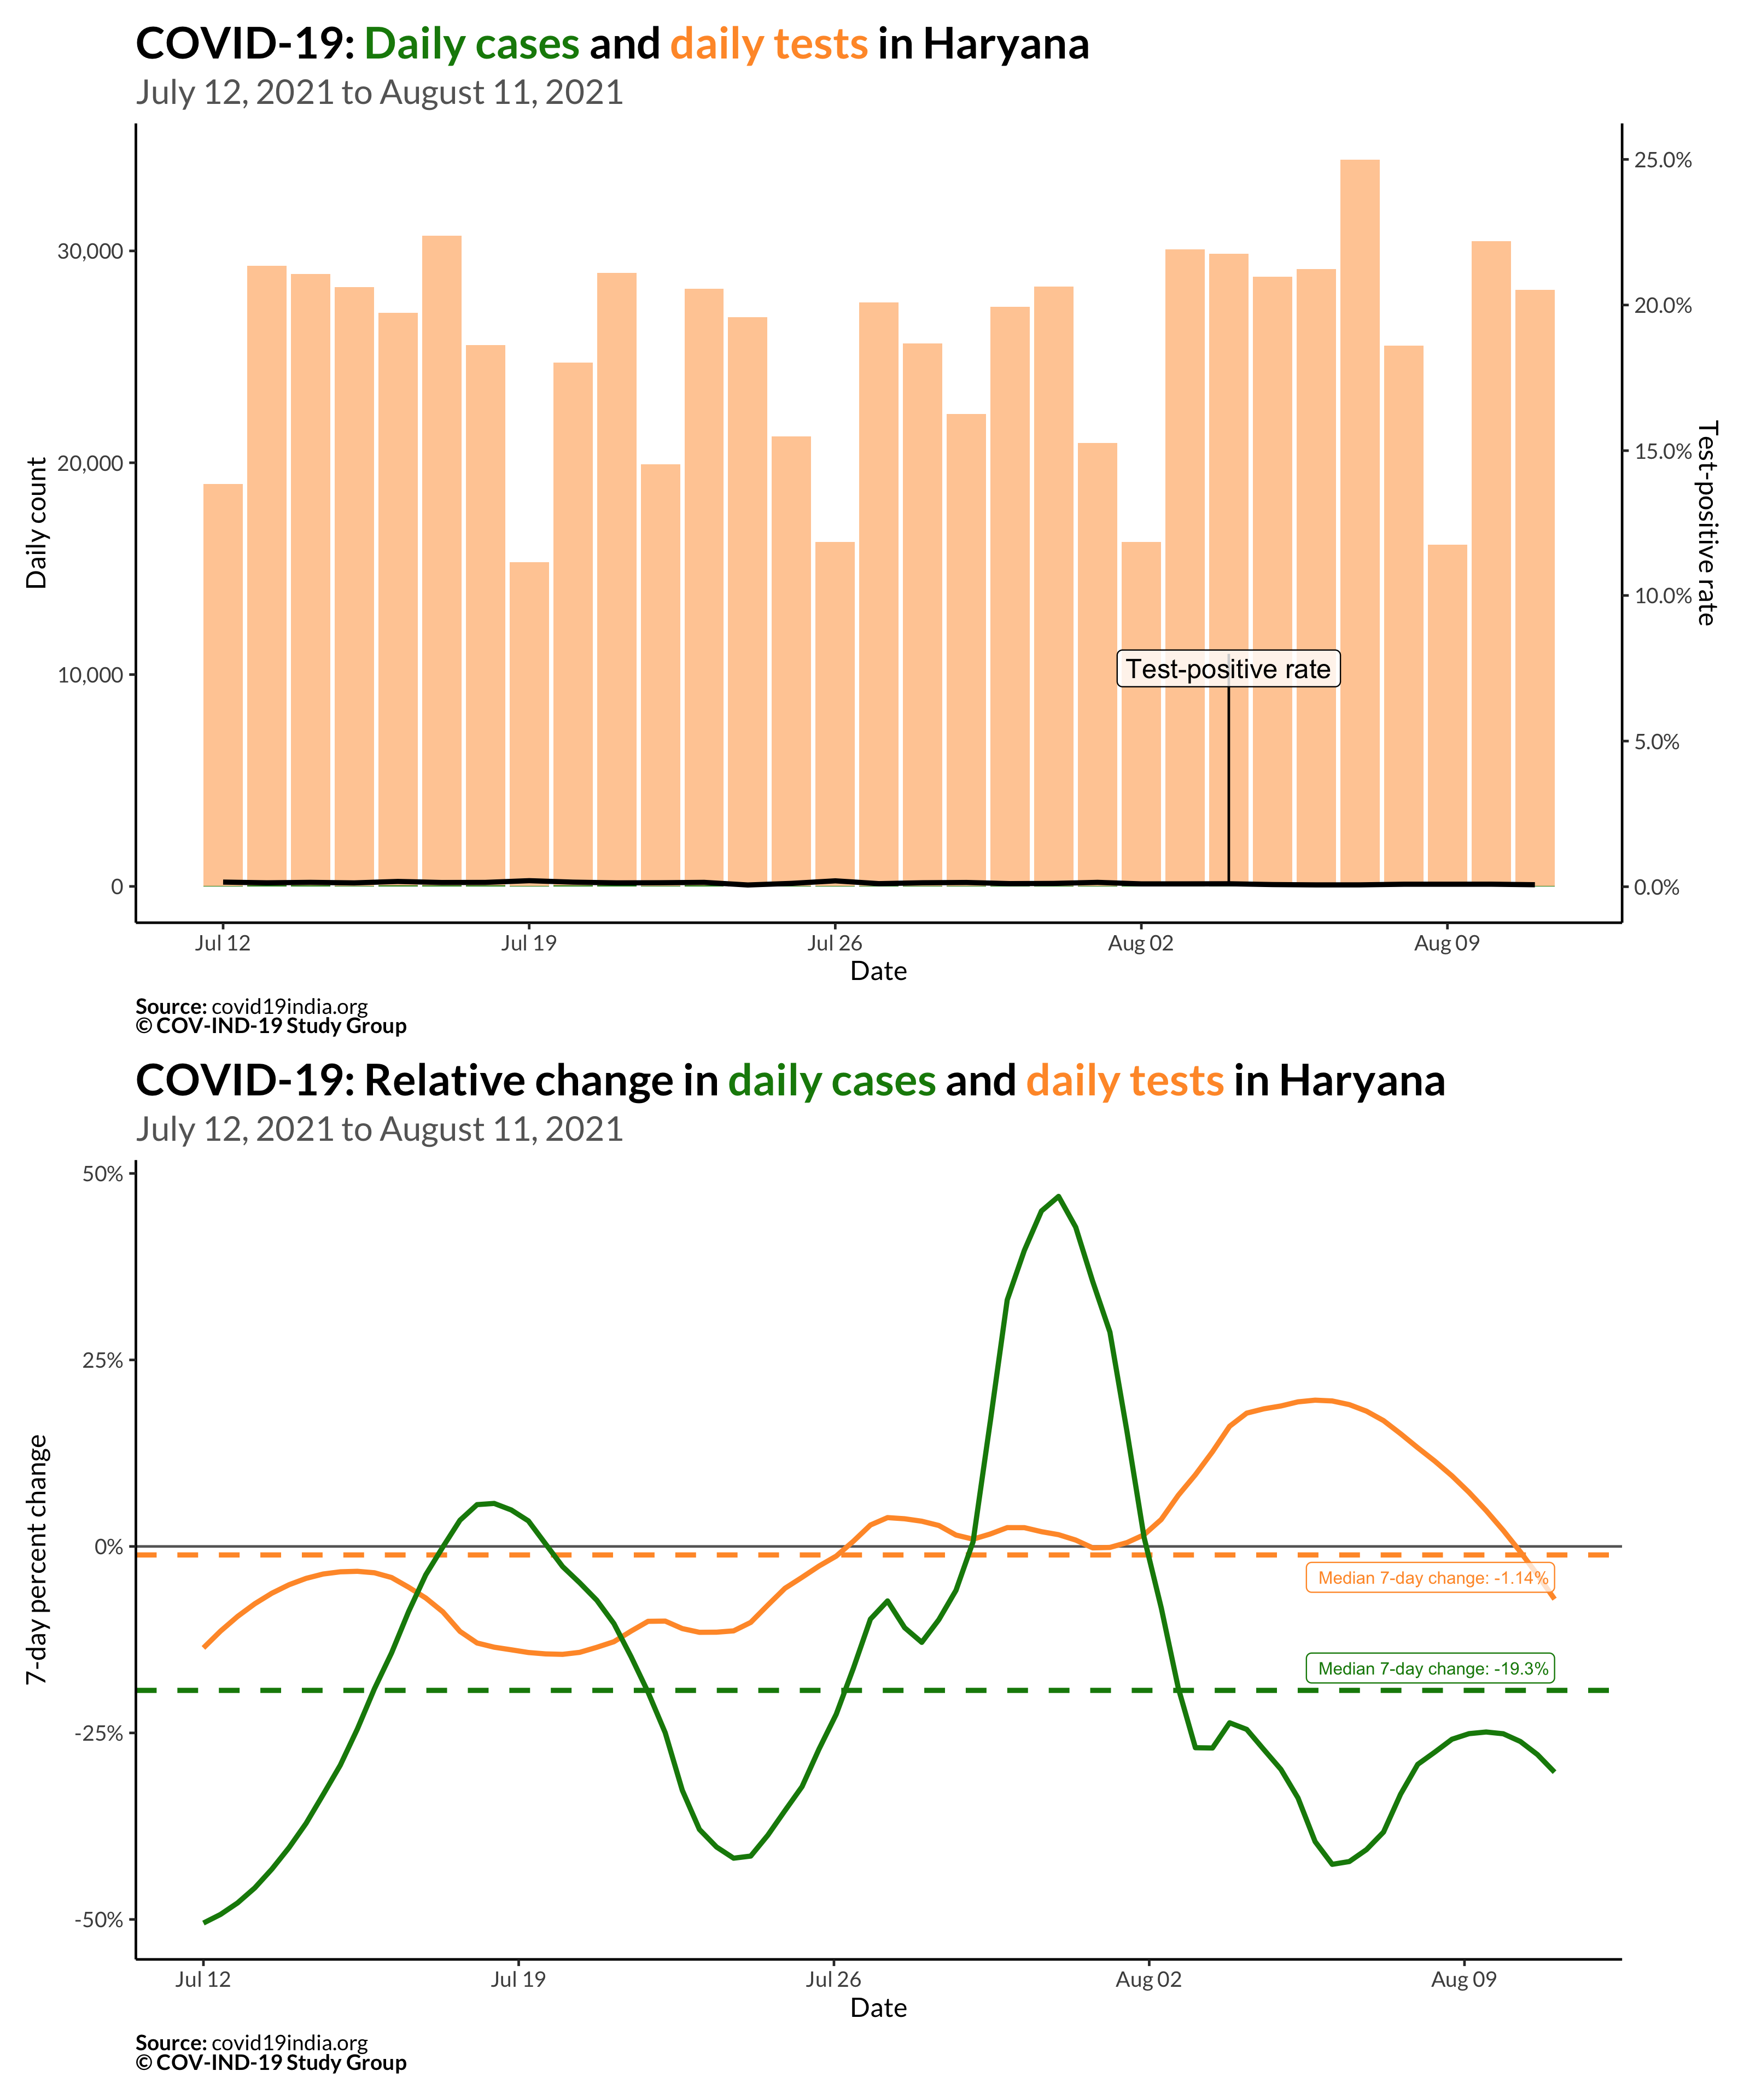 COVID-19: Daily cases and daily tests in Haryana
July 12, 2021 to August 11, 2021
Daily count
30,000
20,000
10,000
0
25.0%
20.0%
15.0%
10.0%
5.0%
0.0%
Test-positive rate
Test-positive rate
Jul 12
Jul 19
Jul 26
Aug 02
Aug 09
Date
Source: covid19india.org
© COV-IND-19 Study Group
COVID-19: Relative change in daily cases and daily tests in Haryana
July 12, 2021 to August 11, 2021
7-day percent change
50%
25%
0%
-25%
-50%
Median 7-day change: -1.14%
Median 7-day change: -19.3%
Jul 12
Jul 19
Jul 26
Aug 02
Aug 09
Date
Source: covid19india.org
© COV-IND-19 Study Group